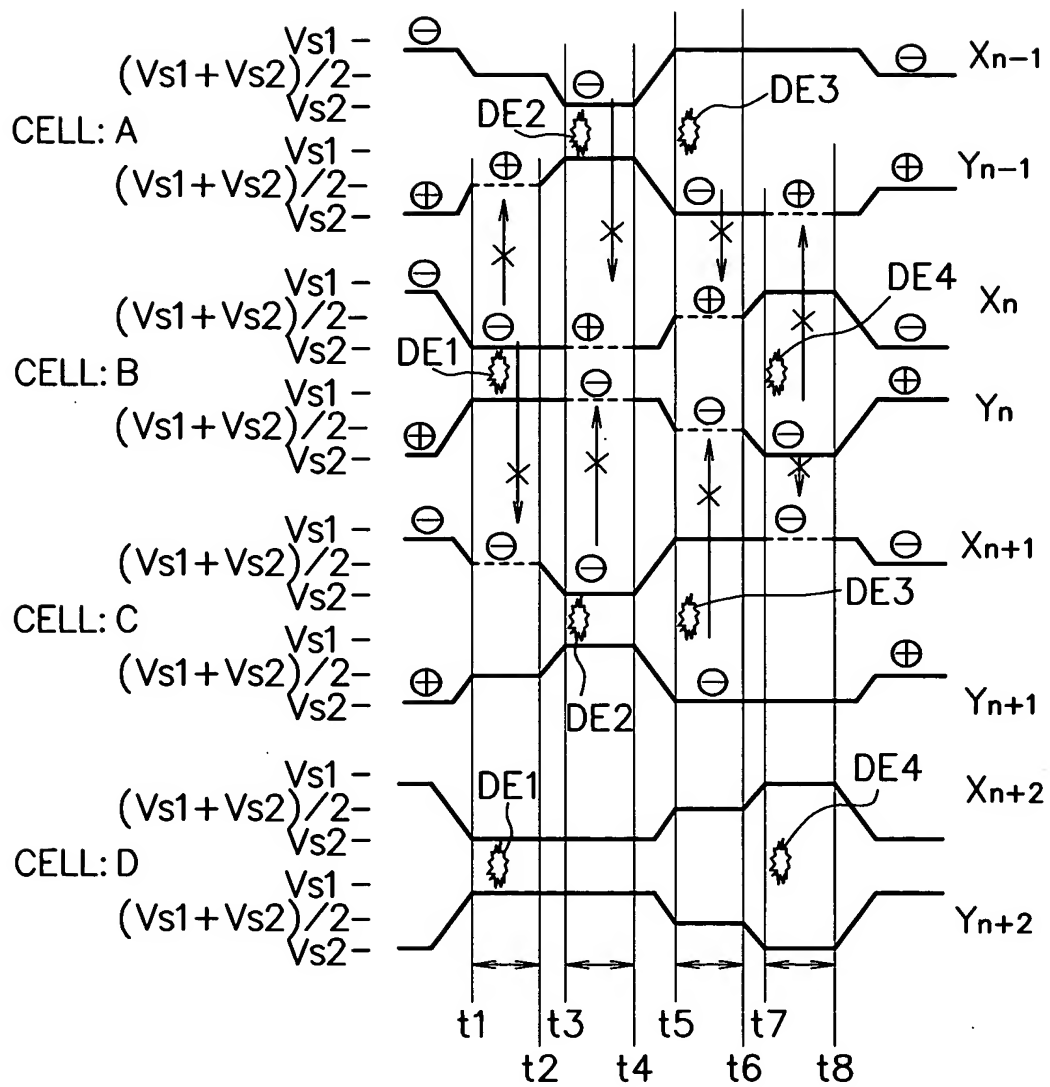 Vs1
(Vs1+Vs2)/2
Vs2
Xn-1
CELL: A
DE2
DE3
Vs1
(Vs1+Vs2)/2
Vs2
Yn-1
Vs1
(Vs1+Vs2)/2
Vs2
Xn
DE4
CELL: B
DE1
Vs1
(Vs1+Vs2)/2
Vs2
Yn
Vs1
(Vs1+Vs2)/2
Vs2
Xn+1
CELL: C
DE3
Vs1
(Vs1+Vs2)/2
Vs2
DE2
Yn+1
Vs1
(Vs1+Vs2)/2
Vs2
DE1
DE4
Xn+2
CELL: D
Vs1
(Vs1+Vs2)/2
Vs2
Yn+2
t1 t3 t5 t7
t2 t4 t6 t8